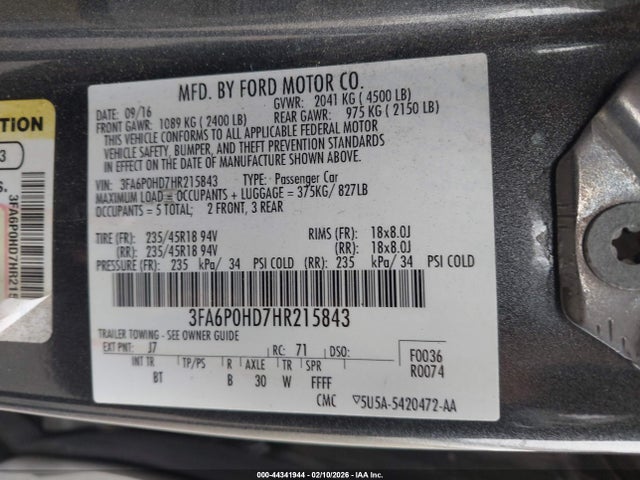 MFD. BY FORD MOTOR CO.
DATE: 09/16 GVWR: 2041 KG ( 4500 LB)
FRONT GAWR: 1089 KG ( 2400 LB) REAR GAWR: 975 KG ( 2150 LB)
THIS VEHICLE CONFORMS TO ALL APPLICABLE FEDERAL MOTOR
VEHICLE SAFETY, BUMPER, AND THEFT PREVENTION STANDARDS
IN EFFECT ON THE DATE OF MANUFACTURE SHOWN ABOVE.
VIN: 3FA6P0HD7HR215843 TYPE: Passenger Car
MAXIMUM LOAD = OCCUPANTS + LUGGAGE = 375KG/ 827LB
OCCUPANTS = 5 TOTAL; 2 FRONT, 3 REAR
TIRE (FR): 235/45R18 94V RIMS (FR): 18x8.0J
(RR): 235/45R18 94V (RR): 18x8.0J
PRESSURE (FR): 235 kPa/ 34 PSI COLD (RR): 235 kPa/ 34 PSI COLD
3FA6P0HD7HR215843
TRAILER TOWING - SEE OWNER GUIDE
EXT PNT: J7 RC: 71 DSO:
INT TR TP/PS R AXLE TR SPR
BT B 30 W FFFF
F0036
R0074
CMC 5U5A-5420472-AA
TION
3
S.
3FA6P0HD7HR215
000-44341944 - 02/10/2026 - IAA Inc.